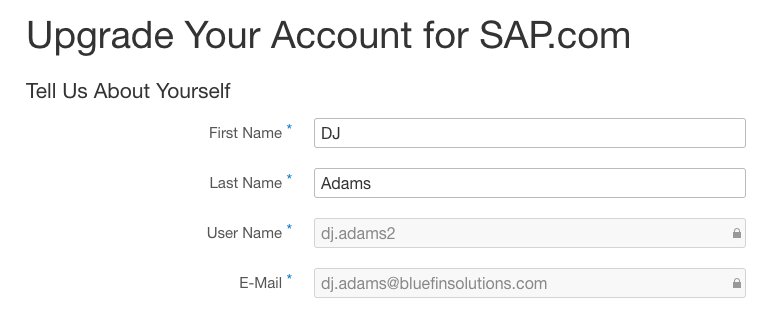 Upgrade Your Account for SAP.com
Tell Us About Yourself
First Name * DJ
Last Name * Adams
User Name * dj.adams2
E-Mail * dj.adams@bluefinsolutions.com